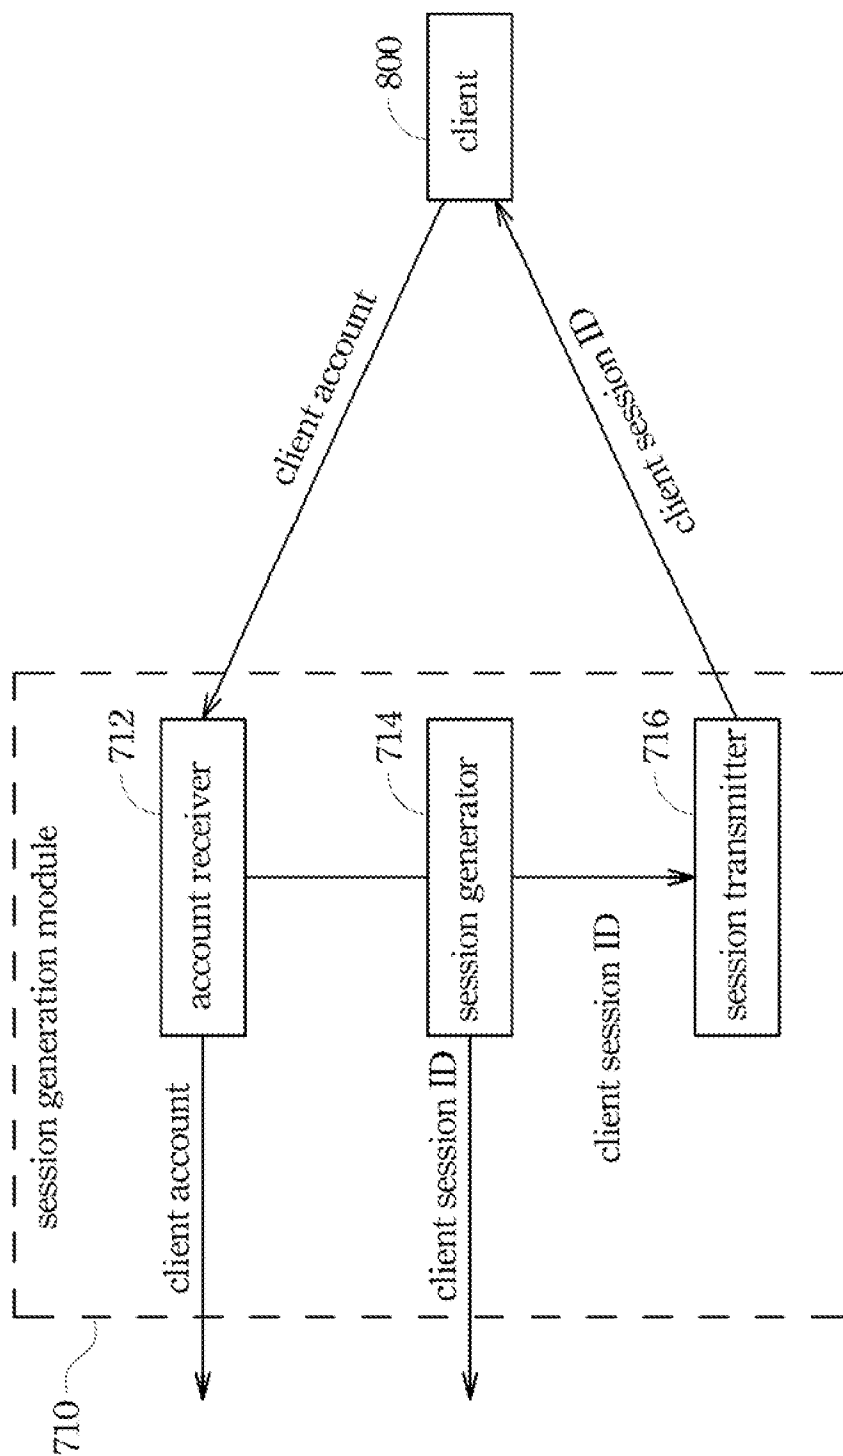 710
session generation module
client account
account receiver
712
client account
client
800
client session ID
session generator
714
client session ID
client session ID
session transmitter
716